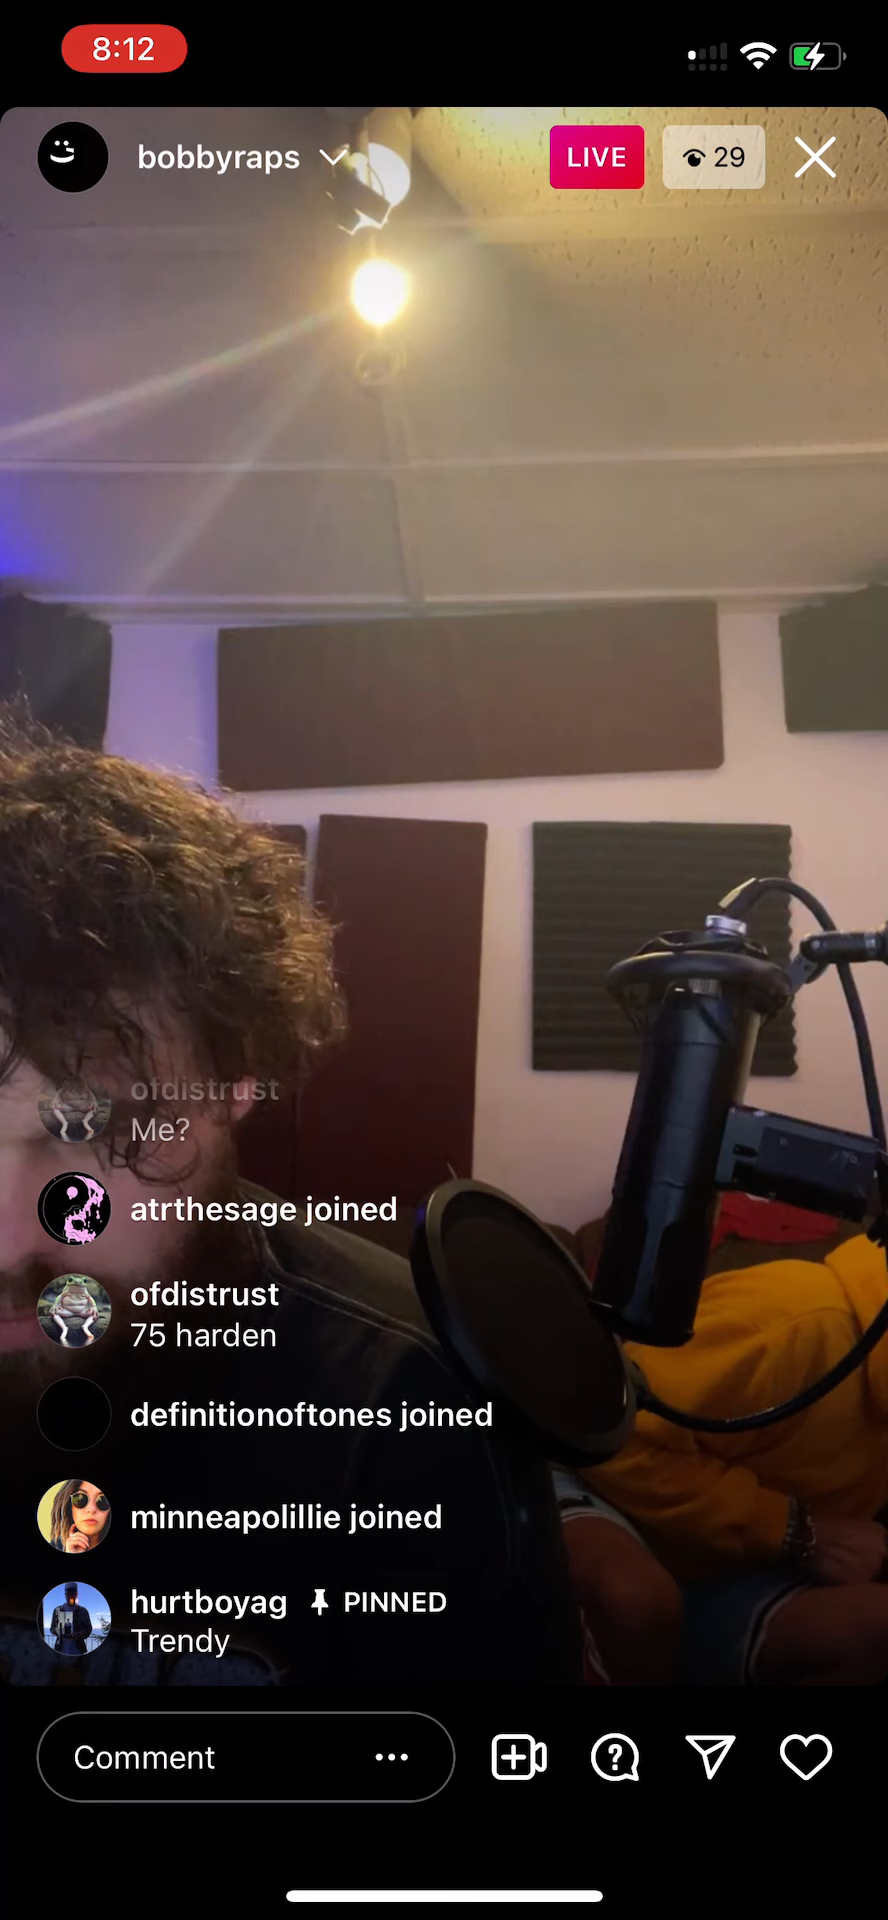 8:12
bobbyraps
LIVE
29
ofdistrust
Me?
atrthesage joined
ofdistrust
75 harden
definitionoftones joined
minneapolillie joined
hurtboyag PINNED
Trendy
Comment